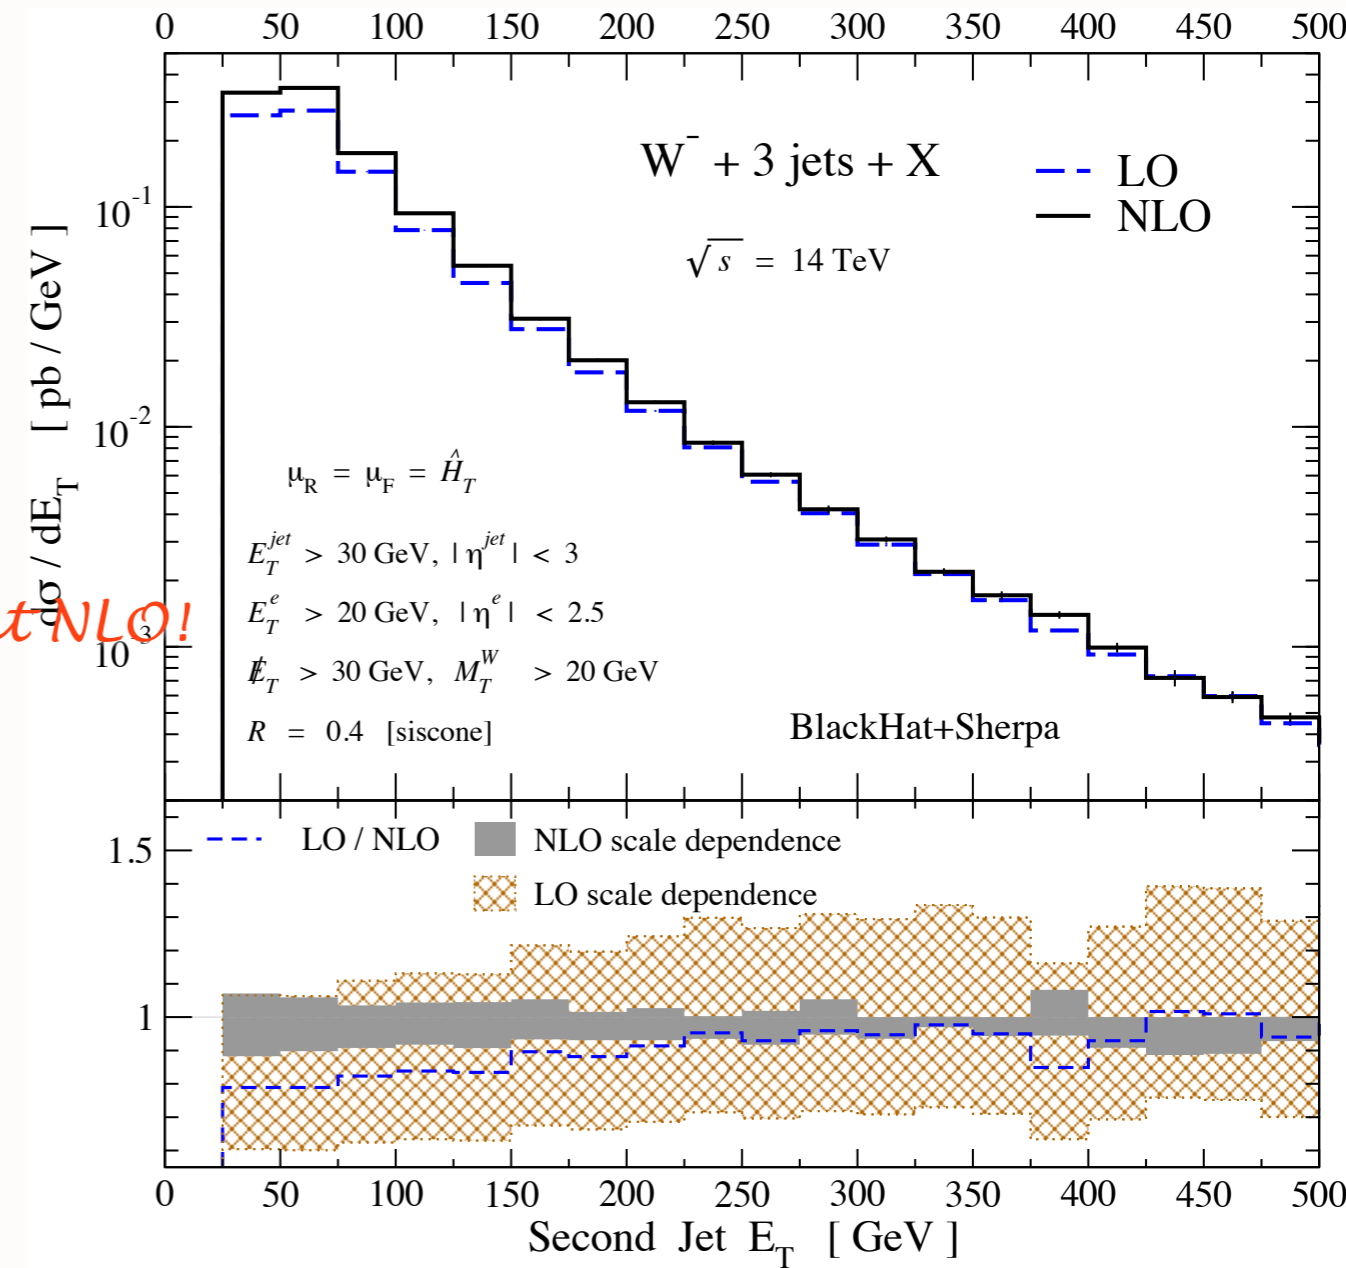 0 50 100 150 200 250 300 350 400 450 500
W⁻ + 3 jets + X
LO
NLO
√s = 14 TeV
10⁻¹
10⁻²
10⁻³
dσ / dE_T [ pb / GeV ]
μ_R = μ_F = Ĥ_T
E_T^jet > 30 GeV, | η^jet | < 3
E_T^e > 20 GeV, | η^e | < 2.5
t NLO!
E̸_T > 30 GeV, M_T^W > 20 GeV
R = 0.4 [siscone]
BlackHat+Sherpa
LO / NLO
NLO scale dependence
LO scale dependence
1.5
1
0 50 100 150 200 250 300 350 400 450 500
Second Jet E_T [ GeV ]